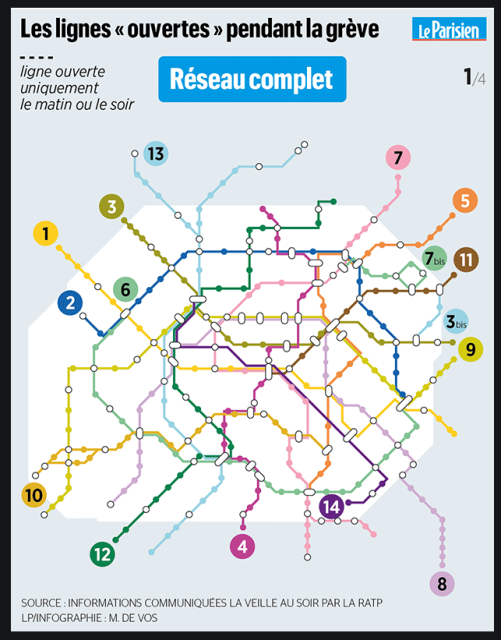 Les lignes « ouvertes » pendant la grève
Le Parisien
ligne ouverte
uniquement
le matin ou le soir
Réseau complet
1/4
13
7
3
5
1
7bis
11
6
2
3bis
9
10
14
12
4
8
SOURCE : INFORMATIONS COMMUNIQUÉES LA VEILLE AU SOIR PAR LA RATP
LP/INFOGRAPHIE : M. DE VOS